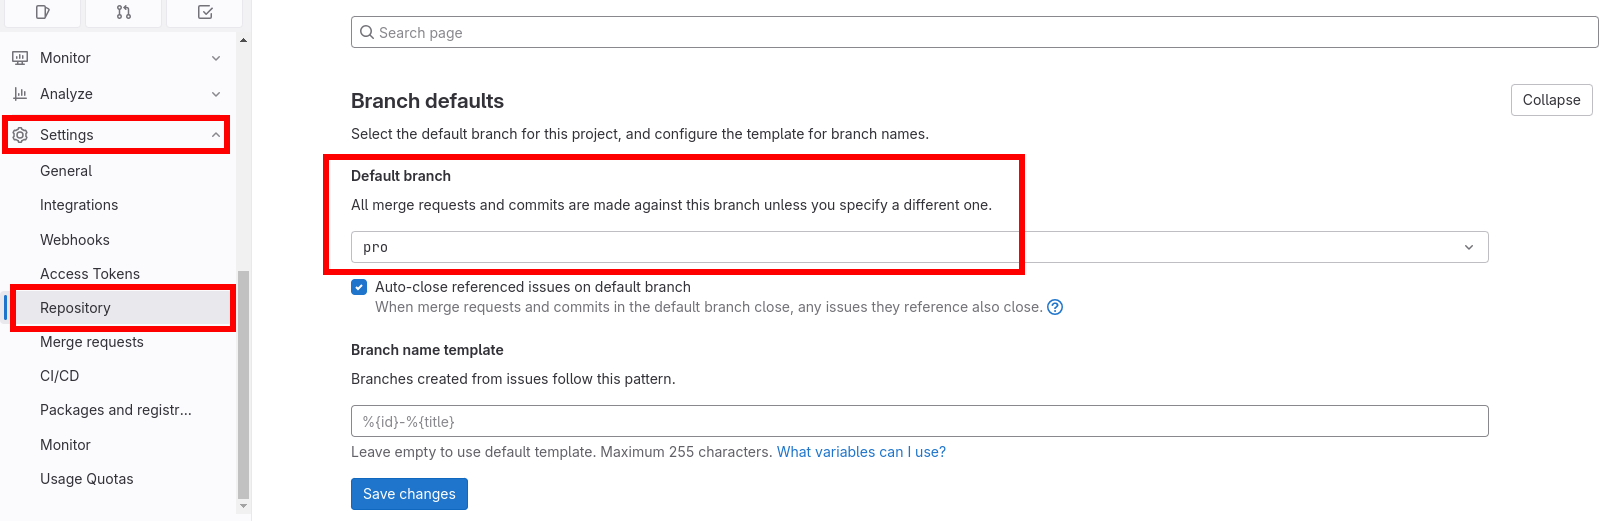 Monitor
Analyze
Settings
General
Integrations
Webhooks
Access Tokens
Repository
Merge requests
CI/CD
Packages and registr...
Monitor
Usage Quotas
Search page
Branch defaults
Collapse
Select the default branch for this project, and configure the template for branch names.
Default branch
All merge requests and commits are made against this branch unless you specify a different one.
pro
Auto-close referenced issues on default branch
When merge requests and commits in the default branch close, any issues they reference also close.
Branch name template
Branches created from issues follow this pattern.
%{id}-%{title}
Leave empty to use default template. Maximum 255 characters. What variables can I use?
Save changes